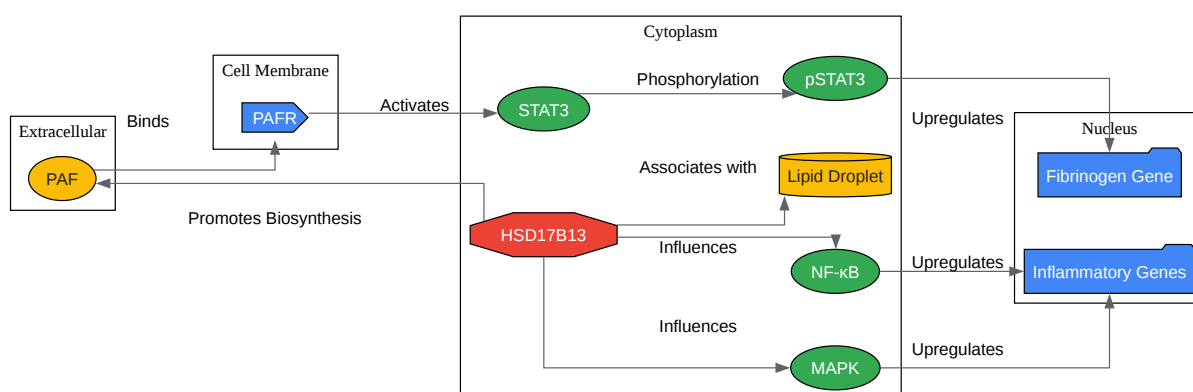 Cytoplasm
Cell Membrane
Phosphorylation
pSTAT3
Activates
STAT3
PAFR
Binds
Upregulates
Extracellular
Nucleus
PAF
Associates with
Lipid Droplet
Fibrinogen Gene
Promotes Biosynthesis
HSD17B13
Influences
NF-κB
Upregulates
Inflammatory Genes
Influences
MAPK
Upregulates